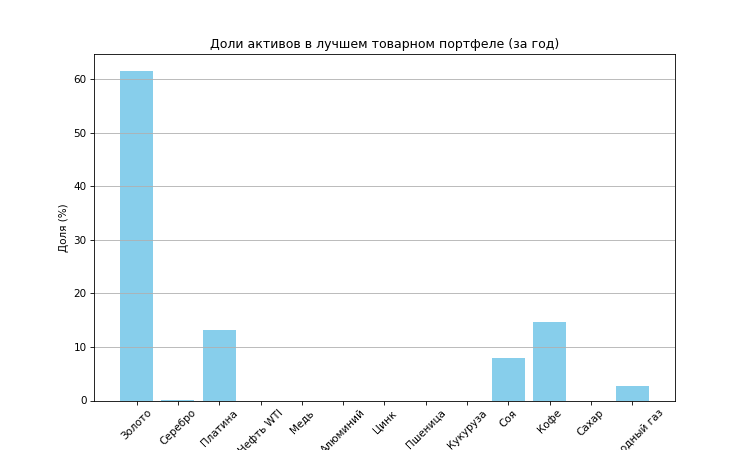 Доли активов в лучшем товарном портфеле (за год)
Доля (%)
60
50
40
30
20
10
0
Золото
Серебро
Платина
Нефть WTI
Медь
Алюминий
Цинк
Пшеница
Кукуруза
Соя
Кофе
Сахар
одный газ